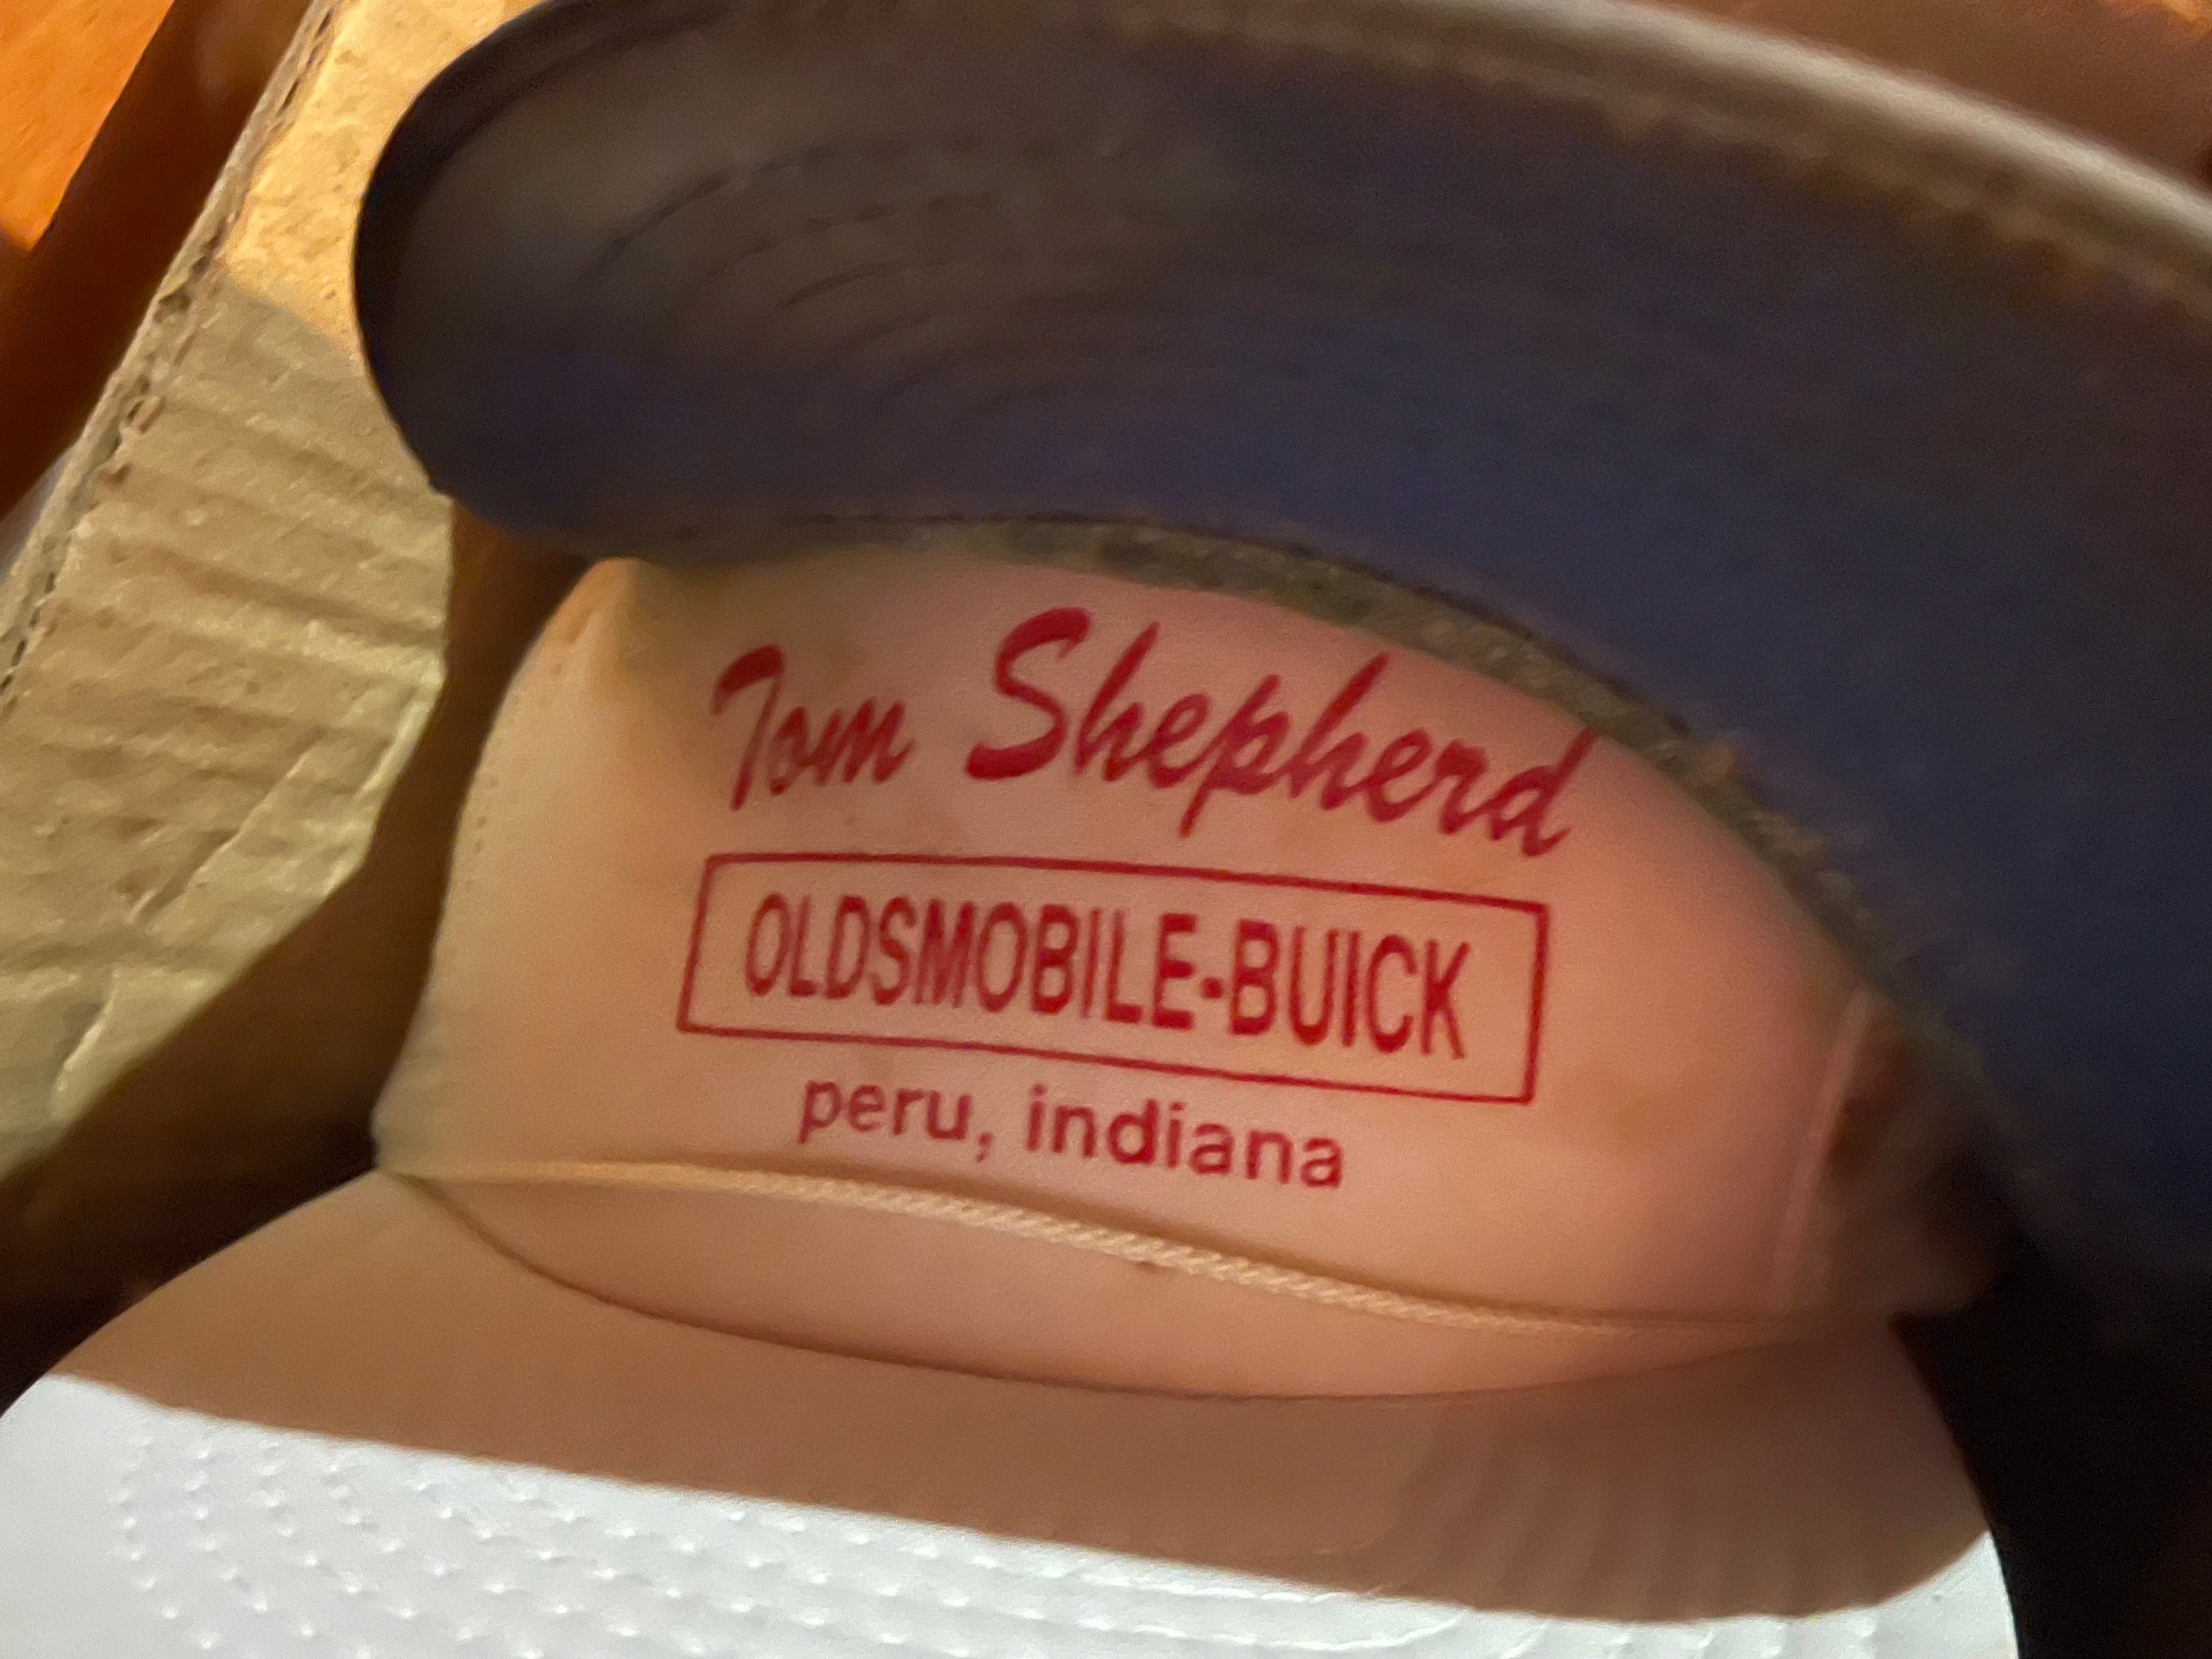 Tom Shepherd
OLDSMOBILE-BUICK
peru, indiana